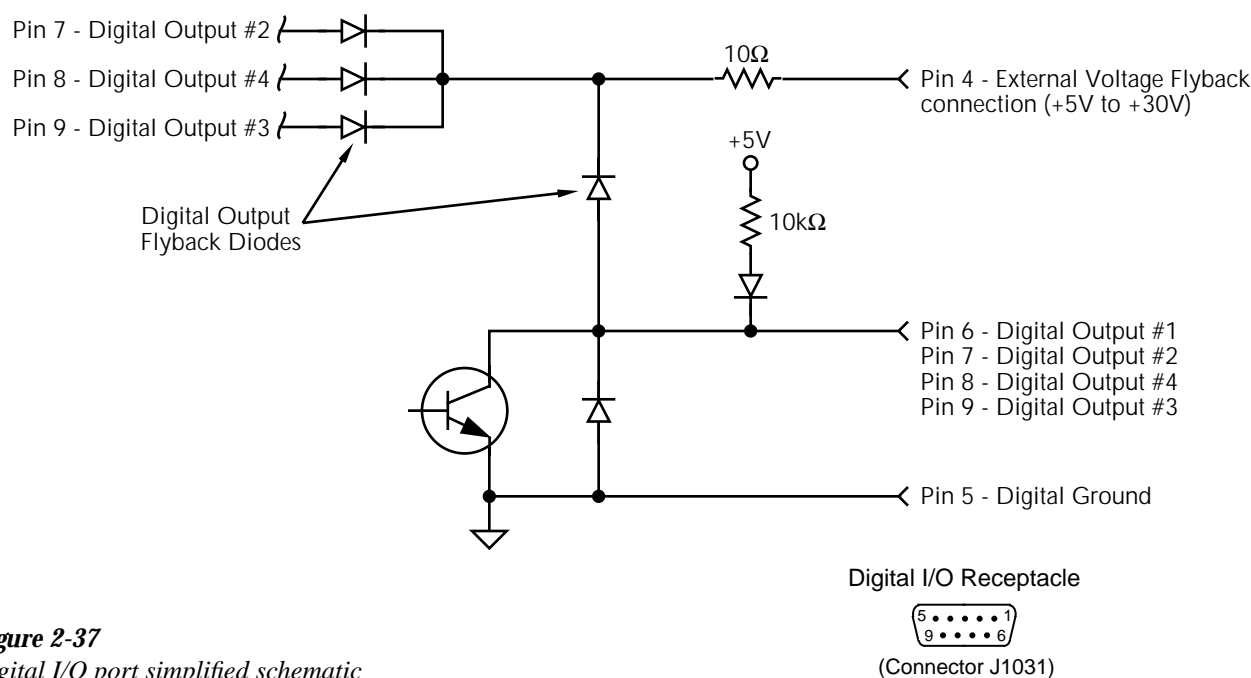 Pin 7 - Digital Output #2
Pin 8 - Digital Output #4
Pin 9 - Digital Output #3
10Ω
Pin 4 - External Voltage Flyback
connection (+5V to +30V)
+5V
10kΩ
Digital Output
Flyback Diodes
Pin 6 - Digital Output #1
Pin 7 - Digital Output #2
Pin 8 - Digital Output #4
Pin 9 - Digital Output #3
Pin 5 - Digital Ground
Digital I/O Receptacle
5 1
9 6
(Connector J1031)
gure 2-37
gital I/O port simplified schematic